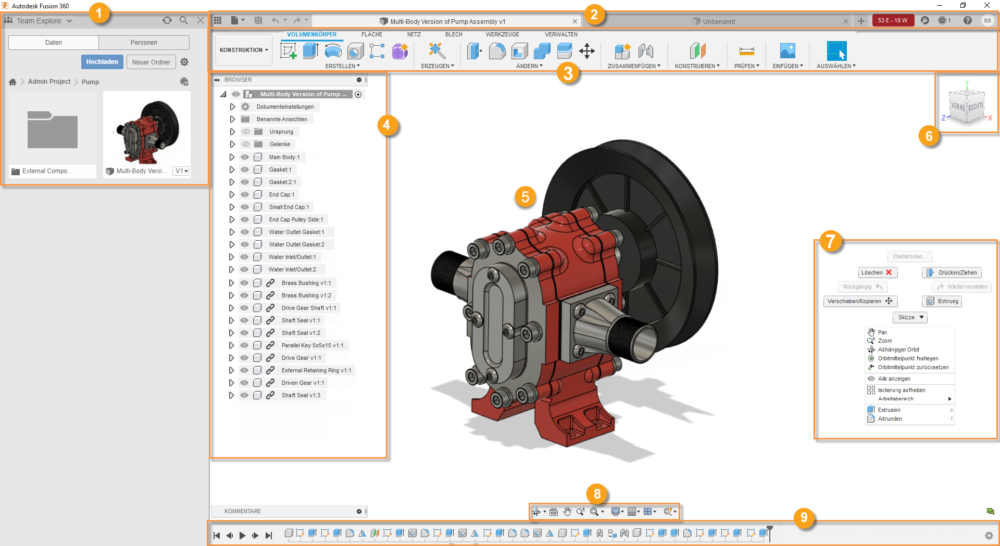 Autodesk Fusion 360
1
Team Explore
Daten
Personen
Hochladen
Neuer Ordner
Admin Project
Pump
External Compo...
Multi-Body Versi...
V1
2
Multi-Body Version of Pump Assembly v1
Unbenannt
53 E - 18 W
1
öö
KONSTRUKTION
VOLUMENKÖRPER
FLÄCHE
NETZ
BLECH
WERKZEUGE
VERWALTEN
ERSTELLEN
ERZEUGEN
ÄNDERN
ZUSAMMENFÜGEN
KONSTRUIEREN
PRÜFEN
EINFÜGEN
AUSWÄHLEN
3
BROWSER
Multi-Body Version of Pump ....
Dokumenteinstellungen
Benannte Ansichten
Ursprung
Gelenke
Main Body:1
Gasket:1
Gasket:2:1
End Cap:1
Small End Cap:1
End Cap Pulley Side:1
Water Outlet Gasket:1
Water Outlet Gasket:2
Water Inlet/Outlet:1
Water Inlet/Outlet:2
Brass Bushing v1:1
Brass Bushing v1:2
Drive Gear Shaft v1:1
Shaft Seal v1:1
Shaft Seal v1:2
Parallel Key 5x5x15 v1:1
Drive Gear v1:1
External Retaining Ring v1:1
Driven Gear v1:1
Shaft Seal v1:3
4
5
Y
VORNE
RECHTS
Z
X
6
7
Wiederholen...
Löschen
Drücken/Ziehen
Rückgängig
Wiederherstellen
Verschieben/Kopieren
Bohrung
Skizze
Pan
Zoom
Abhängiger Orbit
Orbitmittelpunkt festlegen
Orbitmittelpunkt zurücksetzen
Alle anzeigen
Isolierung aufheben
Arbeitsbereich
Extrusion e
Abrunden f
KOMMENTARE
8
9